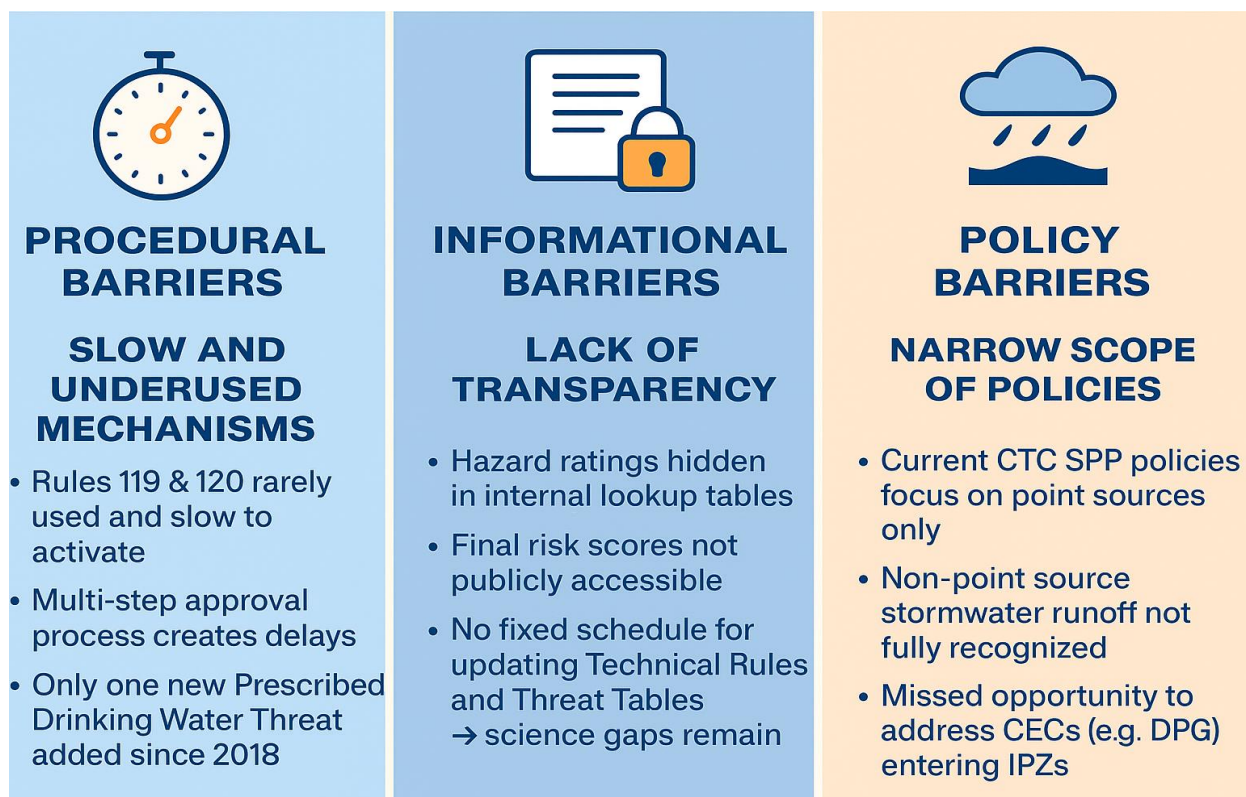 PROCEDURAL
BARRIERS
SLOW AND
UNDERUSED
MECHANISMS
• Rules 119 & 120 rarely
used and slow to
activate
• Multi-step approval
process creates delays
• Only one new Prescribed
Drinking Water Threat
added since 2018
INFORMATIONAL
BARRIERS
LACK OF
TRANSPARENCY
• Hazard ratings hidden
in internal lookup tables
• Final risk scores not
publicly accessible
• No fixed schedule for
updating Technical Rules
and Threat Tables
→ science gaps remain
POLICY
BARRIERS
NARROW SCOPE
OF POLICIES
• Current CTC SPP policies
focus on point sources
only
• Non-point source
stormwater runoff not
fully recognized
• Missed opportunity to
address CECs (e.g. DPG)
entering IPZs